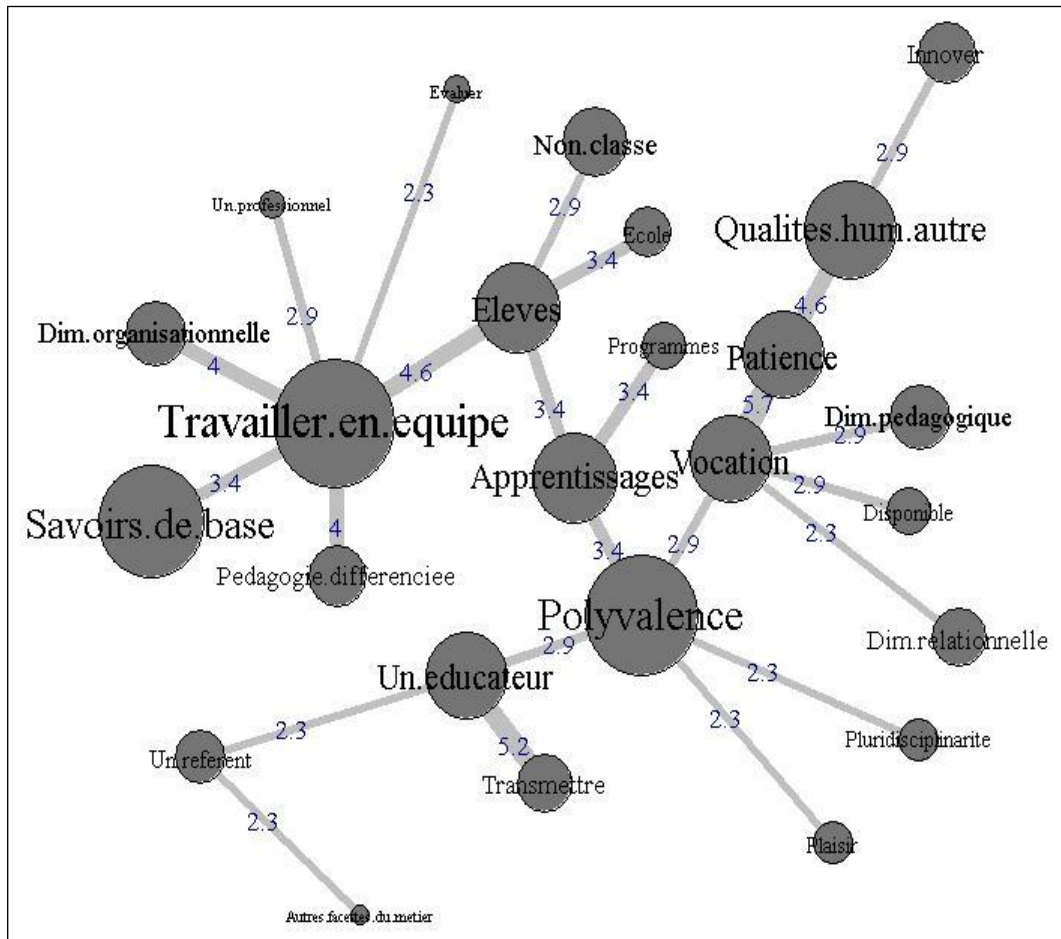 Innover
Evaluer
Non.classe
2.9
2.3
Un.professionnel
2.9
Ecole
Qualites.hum.autre
3.4
Eleves
2.9
4.6
Dim.organisationnelle
Programmes
Patience
4
4.6
3.4
3.4
5.7
Dim.pedagogique
Travailler.en.equipe
2.9
Apprentissages
Vocation
3.4
2.9
Disponible
Savoirs.de.base
4
2.3
3.4
2.9
Pedagogie.differenciee
Polyvalence
Dim.relationnelle
2.9
Un.educateur
2.3
2.3
2.3
Pluridisciplinarite
5.2
Un.referent
Transmettre
2.3
Plaisir
Autres.facettes.du.metier